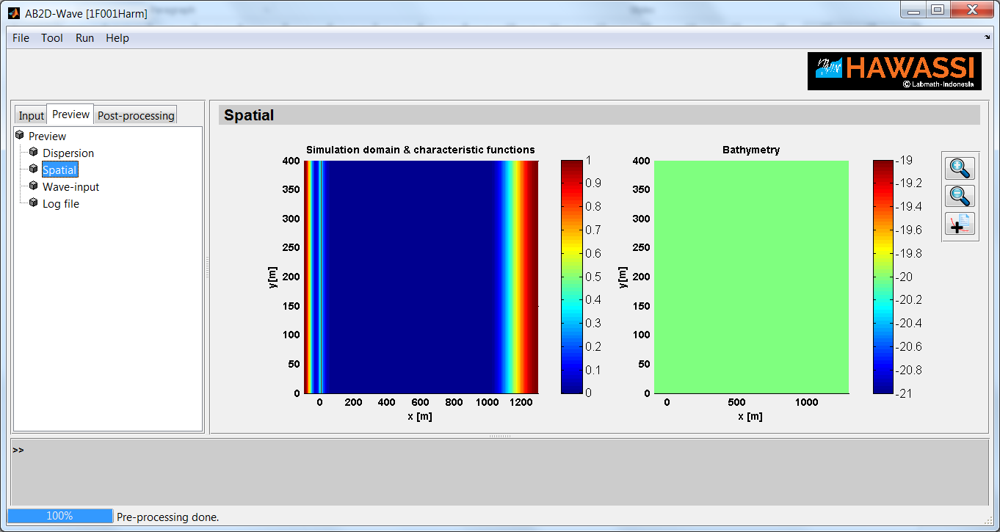 AB2D-Wave [1F001Harm]
File Tool Run Help
HAWASSI
© Labmath-Indonesia
Input Preview Post-processing
Preview
Dispersion
Spatial
Wave-input
Log file
Spatial
Simulation domain & characteristic functions
400
350
300
250
200
150
100
50
0
y[m]
0 200 400 600 800 1000 1200
x [m]
1
0.9
0.8
0.7
0.6
0.5
0.4
0.3
0.2
0.1
0
Bathymetry
400
350
300
250
200
150
100
50
0
y[m]
0 500 1000
x [m]
-19
-19.2
-19.4
-19.6
-19.8
-20
-20.2
-20.4
-20.6
-20.8
-21
>>
100% Pre-processing done.